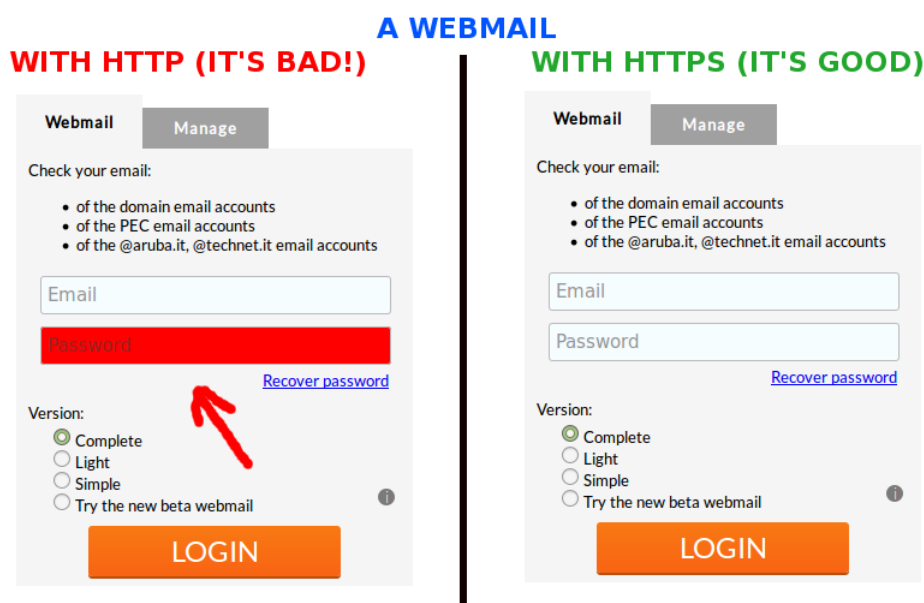 A WEBMAIL
WITH HTTP (IT'S BAD!)
Webmail
Manage
Check your email:
• of the domain email accounts
• of the PEC email accounts
• of the @aruba.it, @technet.it email accounts
Email
Password
Recover password
Version:
Complete
Light
Simple
Try the new beta webmail
i
LOGIN
WITH HTTPS (IT'S GOOD)
Webmail
Manage
Check your email:
• of the domain email accounts
• of the PEC email accounts
• of the @aruba.it, @technet.it email accounts
Email
Password
Recover password
Version:
Complete
Light
Simple
Try the new beta webmail
i
LOGIN